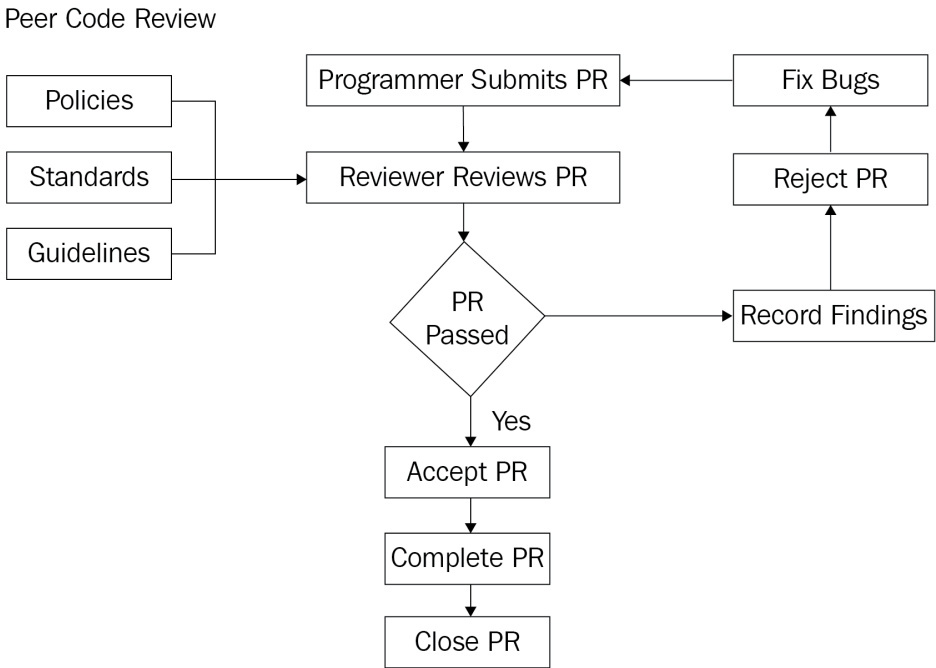 Peer Code Review
Programmer Submits PR
Fix Bugs
Policies
Standards
Reviewer Reviews PR
Reject PR
Guidelines
PR
Passed
Record Findings
Yes
Accept PR
Complete PR
Close PR